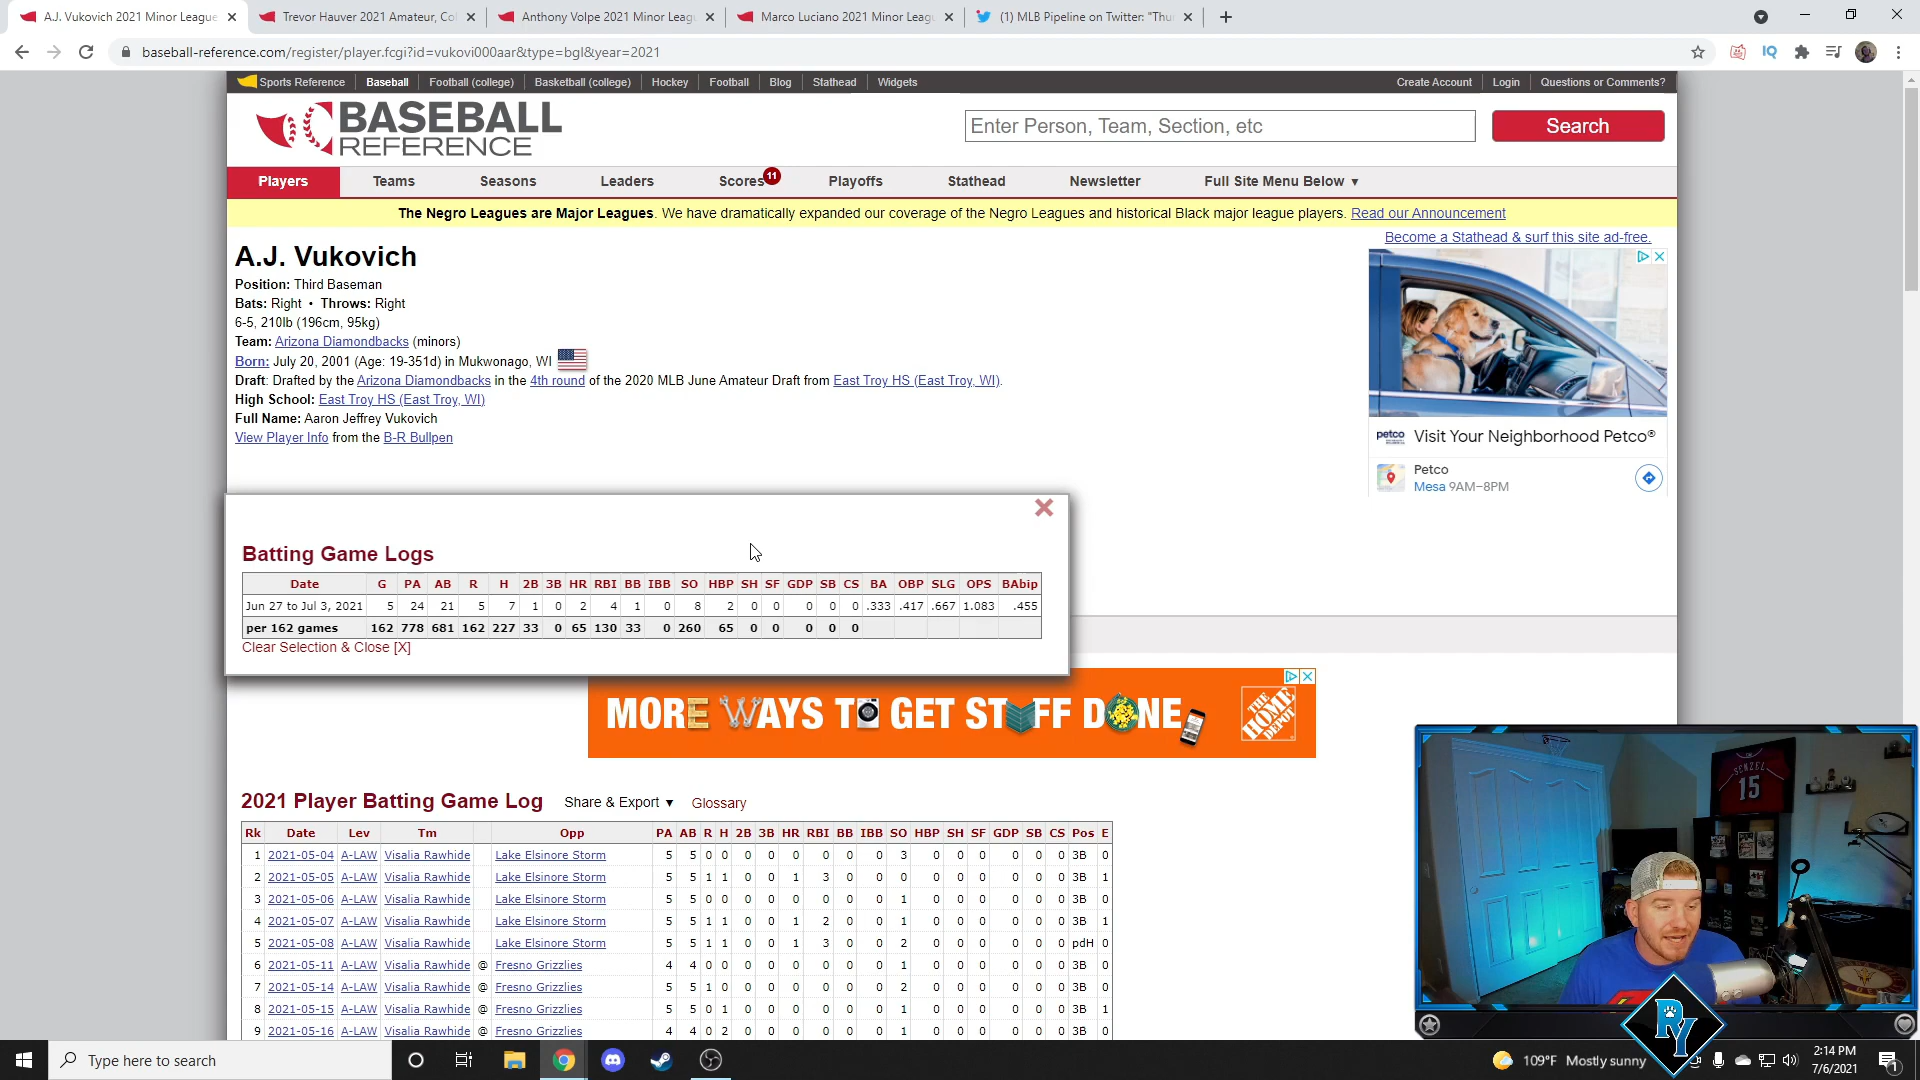 A.J. Vukovich 2021 Minor League
Trevor Hauver 2021 Amateur, Col
Anthony Volpe 2021 Minor Leagu
Marco Luciano 2021 Minor Leagu
(1) MLB Pipeline on Twitter: "Thu
baseball-reference.com/register/player.fcgi?id=vukovi000aar&type=bgl&year=2021
IQ
Sports Reference Baseball Football (college) Basketball (college) Hockey Football Blog Stathead Widgets Create Account Login Questions or Comments?
BASEBALL
REFERENCE
Enter Person, Team, Section, etc Search
Players Teams Seasons Leaders Scores 11 Playoffs Stathead Newsletter Full Site Menu Below ▼
The Negro Leagues are Major Leagues. We have dramatically expanded our coverage of the Negro Leagues and historical Black major league players. Read our Announcement
Become a Stathead & surf this site ad-free.
A.J. Vukovich
Position: Third Baseman
Bats: Right • Throws: Right
6-5, 210lb (196cm, 95kg)
Team: Arizona Diamondbacks (minors)
Born: July 20, 2001 (Age: 19-351d) in Mukwonago, WI
Draft: Drafted by the Arizona Diamondbacks in the 4th round of the 2020 MLB June Amateur Draft from East Troy HS (East Troy, WI).
High School: East Troy HS (East Troy, WI)
Full Name: Aaron Jeffrey Vukovich
View Player Info from the B-R Bullpen
petco Visit Your Neighborhood Petco®
Petco
Mesa 9AM–8PM
Batting Game Logs
Date G PA AB R H 2B 3B HR RBI BB IBB SO HBP SH SF GDP SB CS BA OBP SLG OPS BAbip
Jun 27 to Jul 3, 2021 5 24 21 5 7 1 0 2 4 1 0 8 2 0 0 0 0 0 .333 .417 .667 1.083 .455
per 162 games 162 778 681 162 227 33 0 65 130 33 0 260 65 0 0 0 0 0
Clear Selection & Close [X]
MORE WAYS TO GET STUFF DONE
THE HOME DEPOT
2021 Player Batting Game Log Share & Export ▼ Glossary
Rk Date Lev Tm Opp PA AB R H 2B 3B HR RBI BB IBB SO HBP SH SF GDP SB CS Pos E
1 2021-05-04 A-LAW Visalia Rawhide Lake Elsinore Storm 5 5 0 0 0 0 0 0 0 0 3 0 0 0 0 0 0 3B 0
2 2021-05-05 A-LAW Visalia Rawhide Lake Elsinore Storm 5 5 1 1 0 0 1 3 0 0 0 0 0 0 0 0 0 3B 1
3 2021-05-06 A-LAW Visalia Rawhide Lake Elsinore Storm 5 5 0 0 0 0 0 0 0 0 1 0 0 0 0 0 0 3B 0
4 2021-05-07 A-LAW Visalia Rawhide Lake Elsinore Storm 5 5 1 1 0 0 1 2 0 0 1 0 0 0 0 0 0 3B 1
5 2021-05-08 A-LAW Visalia Rawhide Lake Elsinore Storm 5 5 1 1 0 0 1 3 0 0 2 0 0 0 0 0 0 pdH 0
6 2021-05-11 A-LAW Visalia Rawhide @ Fresno Grizzlies 4 4 0 0 0 0 0 0 0 0 1 0 0 0 0 0 0 3B 0
7 2021-05-14 A-LAW Visalia Rawhide @ Fresno Grizzlies 5 5 1 0 0 0 0 0 0 0 2 0 0 0 0 0 0 3B 0
8 2021-05-15 A-LAW Visalia Rawhide @ Fresno Grizzlies 5 5 0 1 0 0 0 0 0 0 1 0 0 0 0 0 0 3B 1
9 2021-05-16 A-LAW Visalia Rawhide @ Fresno Grizzlies 4 4 0 2 0 0 0 0 0 0 1 0 0 0 0 0 0 3B 0
SENZEL
15
RY
Type here to search
109°F Mostly sunny
2:14 PM
7/6/2021
1